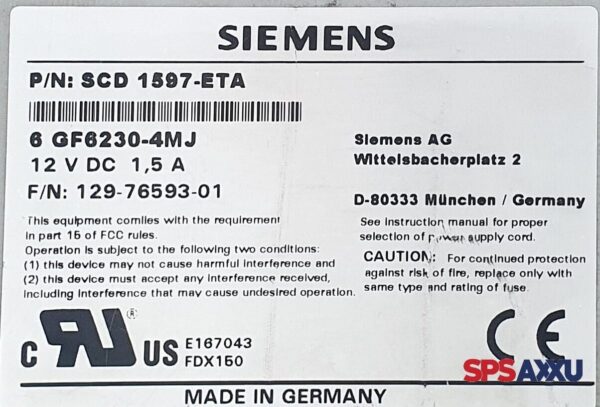 SIEMENS
P/N: SCD 1597-ETA
6 GF6230-4MJ
12 V DC 1,5 A
F/N: 129-76593-01
Siemens AG
Wittelsbacherplatz 2
D-80333 München / Germany
This equipment complies with the requirement
in part 15 of FCC rules.
Operation is subject to the following two conditions:
(1) this device may not cause harmful interference and
(2) this device must accept any interference received,
including interference that may cause undesired operation.
See instruction manual for proper
selection of power supply cord.
CAUTION: For continued protection
against risk of fire, replace only with
same type and rating of fuse.
c RU ® US
E167043
FDX150
CE
SPS AXXU
MADE IN GERMANY